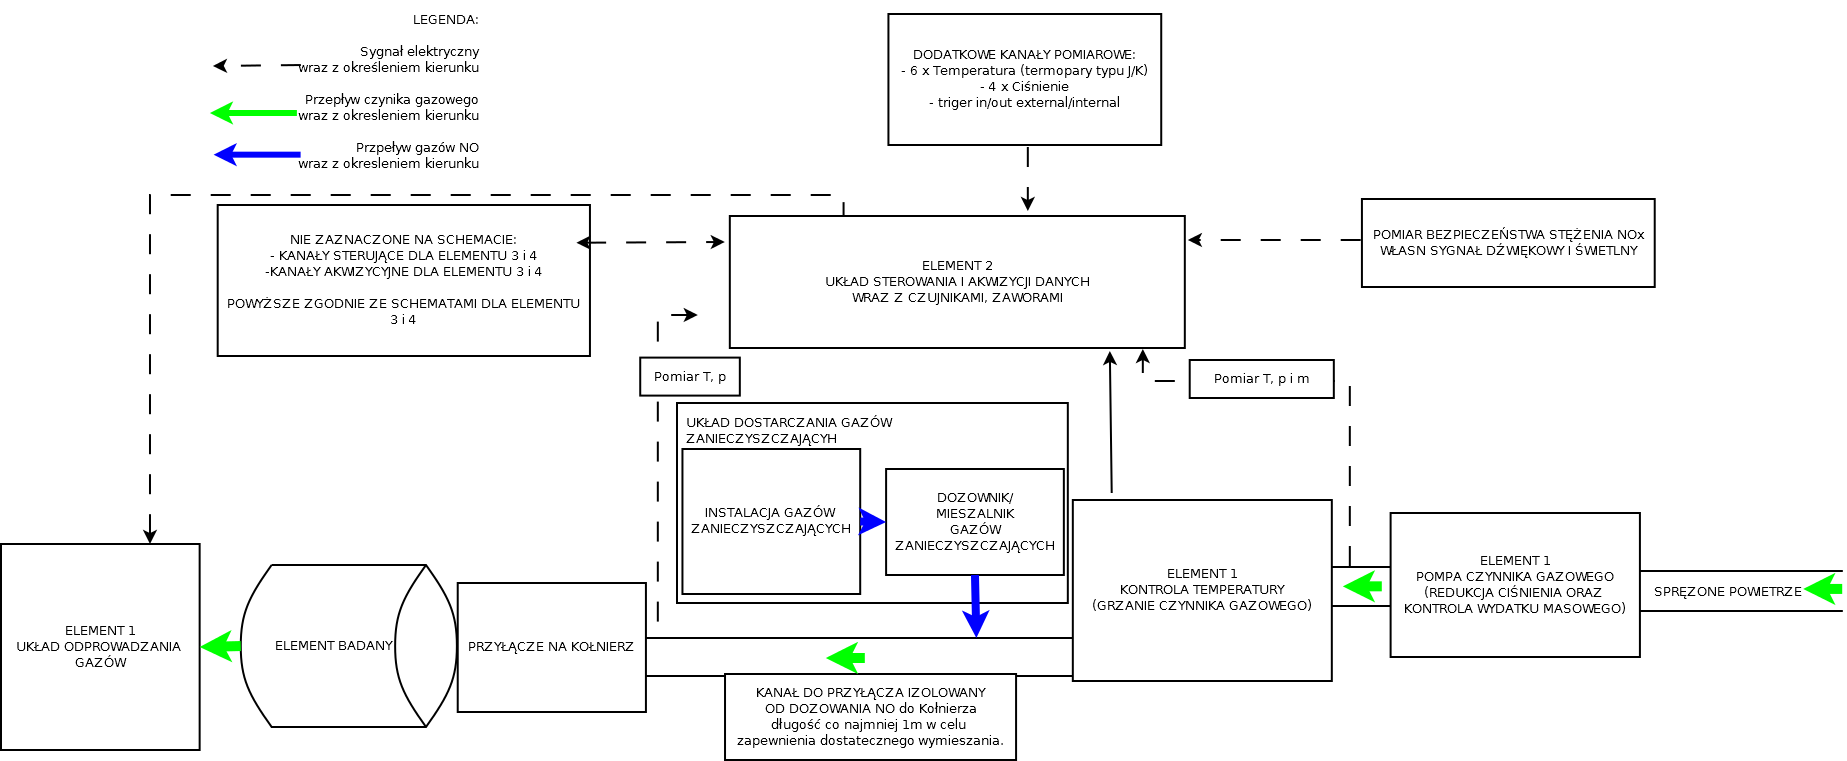 LEGENDA:
Sygnał elektryczny
wraz z określeniem kierunku
Przepływ czynika gazowego
wraz z okresleniem kierunku
Przpeływ gazów NO
wraz z okresleniem kierunku
DODATKOWE KANAŁY POMIAROWE:
- 6 x Temperatura (termopary typu J/K)
- 4 x Ciśnienie
- triger in/out external/internal
NIE ZAZNACZONE NA SCHEMACIE:
- KANAŁY STERUJĄCE DLA ELEMENTU 3 i 4
-KANAŁY AKWIZYCYJNE DLA ELEMENTU 3 i 4
POWYŻSZE ZGODNIE ZE SCHEMATAMI DLA ELEMENTU
3 i 4
ELEMENT 2
UKŁAD STEROWANIA I AKWIZYCJI DANYCH
WRAZ Z CZUJNIKAMI, ZAWORAMI
POMIAR BEZPIECZEŃSTWA STĘŻENIA NOx
WŁASN SYGNAŁ DŹWIĘKOWY I ŚWIETLNY
Pomiar T, p
Pomiar T, p i m
UKŁAD DOSTARCZANIA GAZÓW
ZANIECZYSZCZAJĄCYH
INSTALACJA GAZÓW
ZANIECZYSZCZAJĄCYCH
DOZOWNIK/
MIESZALNIK
GAZÓW
ZANIECZYSZCZAJĄCYCH
ELEMENT 1
KONTROLA TEMPERATURY
(GRZANIE CZYNNIKA GAZOWEGO)
ELEMENT 1
POMPA CZYNNIKA GAZOWEGO
(REDUKCJA CIŚNIENIA ORAZ
KONTROLA WYDATKU MASOWEGO)
SPRĘZONE POWIETRZE
ELEMENT 1
UKŁAD ODPROWADZANIA
GAZÓW
ELEMENT BADANY
PRZYŁĄCZE NA KOŁNIERZ
KANAŁ DO PRZYŁĄCZA IZOLOWANY
OD DOZOWANIA NO do Kołnierza
długość co najmniej 1m w celu
zapewnienia dostatecznego wymieszania.